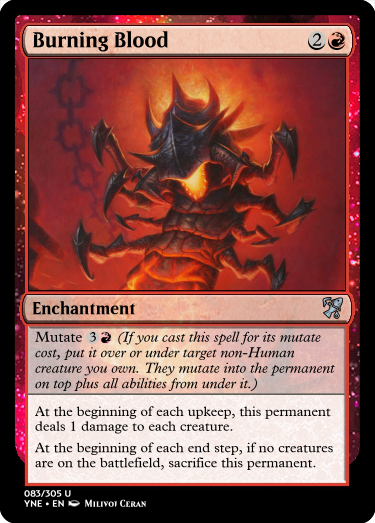 Burning Blood 2
Enchantment
Mutate 3 (If you cast this spell for its mutate
cost, put it over or under target non-Human
creature you own. They mutate into the permanent
on top plus all abilities from under it.)
At the beginning of each upkeep, this permanent
deals 1 damage to each creature.
At the beginning of each end step, if no creatures
are on the battlefield, sacrifice this permanent.
083/305 U
YNE • EN Milivoj Ceran